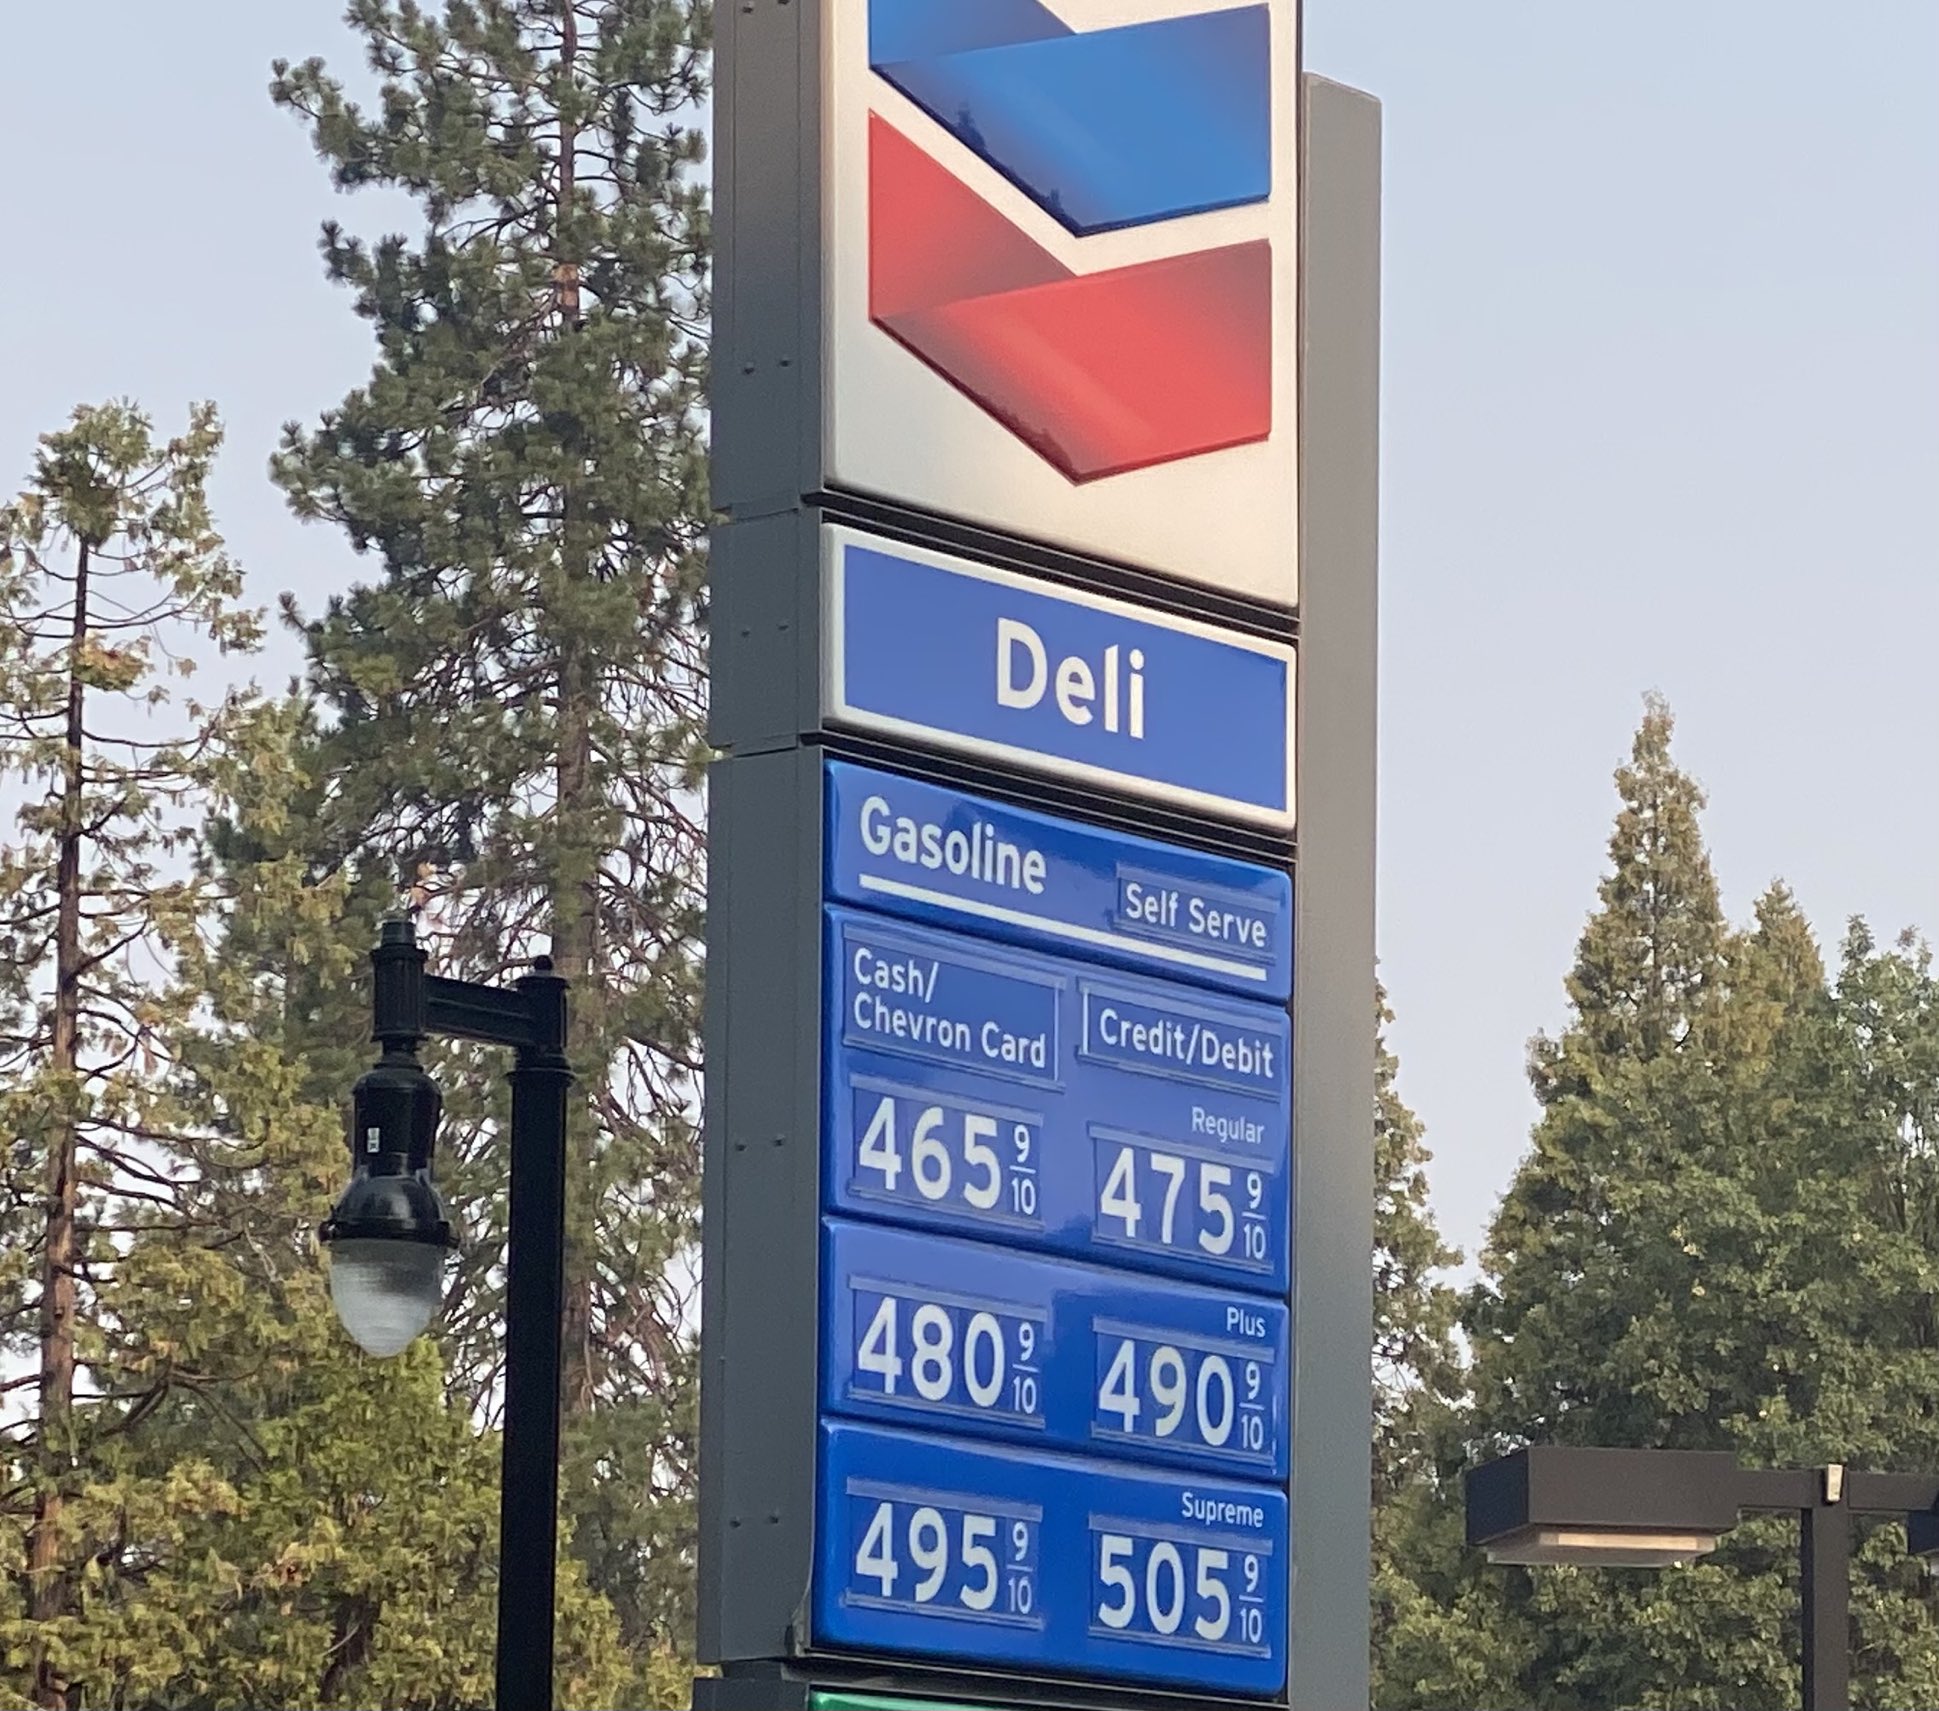 Deli
Gasoline
Self Serve
Cash/
Chevron Card
Credit/Debit
Regular
465 9/10
475 9/10
Plus
480 9/10
490 9/10
Supreme
495 9/10
505 9/10